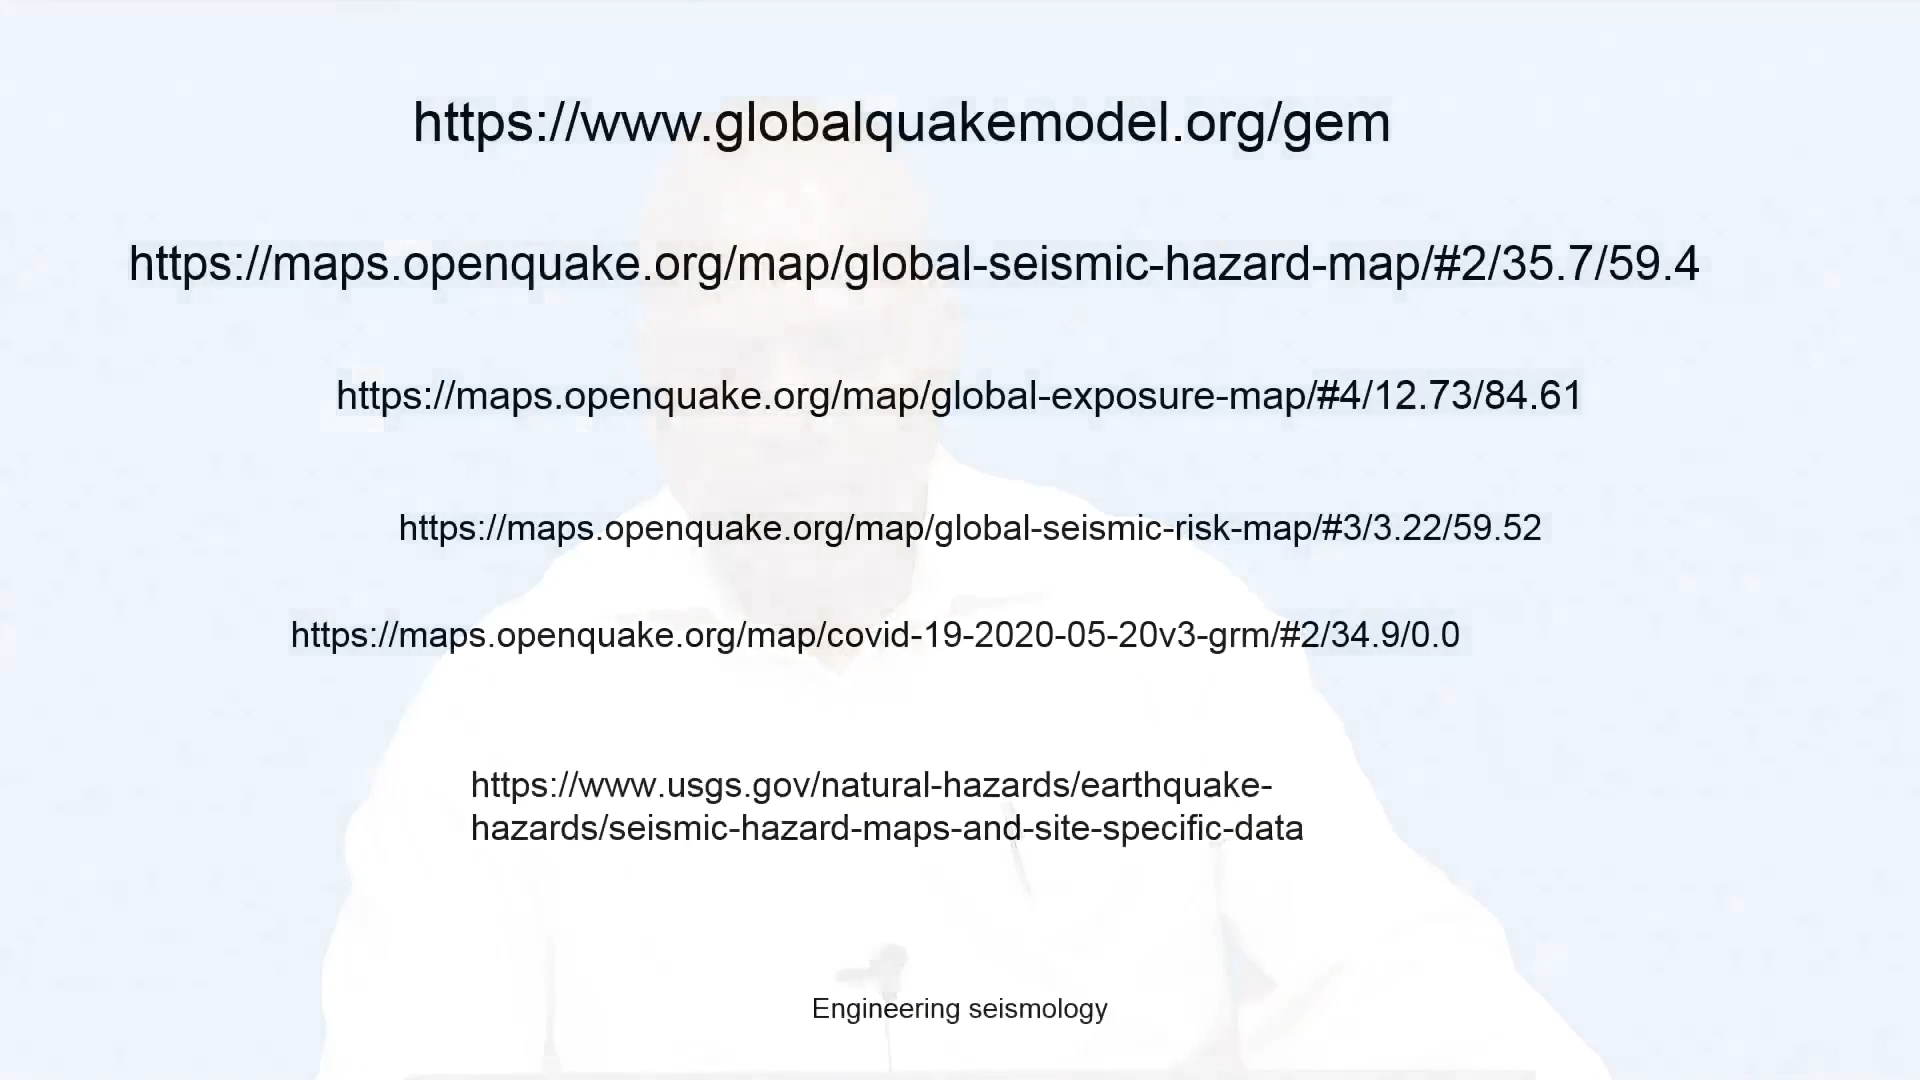 https://www.globalquakemodel.org/gem
https://maps.openquake.org/map/global-seismic-hazard-map/#2/35.7/59.4
https://maps.openquake.org/map/global-exposure-map/#4/12.73/84.61
https://maps.openquake.org/map/global-seismic-risk-map/#3/3.22/59.52
https://maps.openquake.org/map/covid-19-2020-05-20v3-grm/#2/34.9/0.0
https://www.usgs.gov/natural-hazards/earthquake-
hazards/seismic-hazard-maps-and-site-specific-data
Engineering seismology